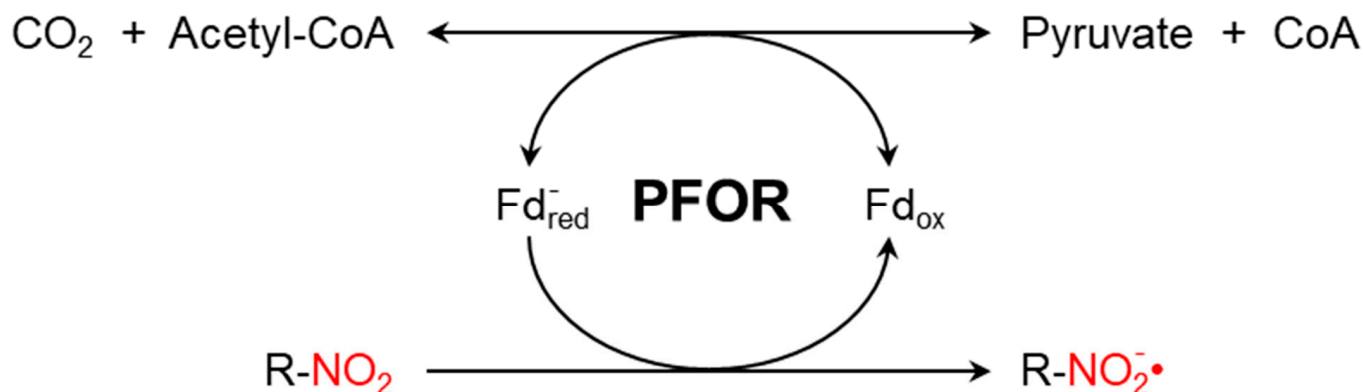 CO₂ + Acetyl-CoA Pyruvate + CoA
Fd⁻red PFOR Fdox
R-NO₂ R-NO₂⁻•